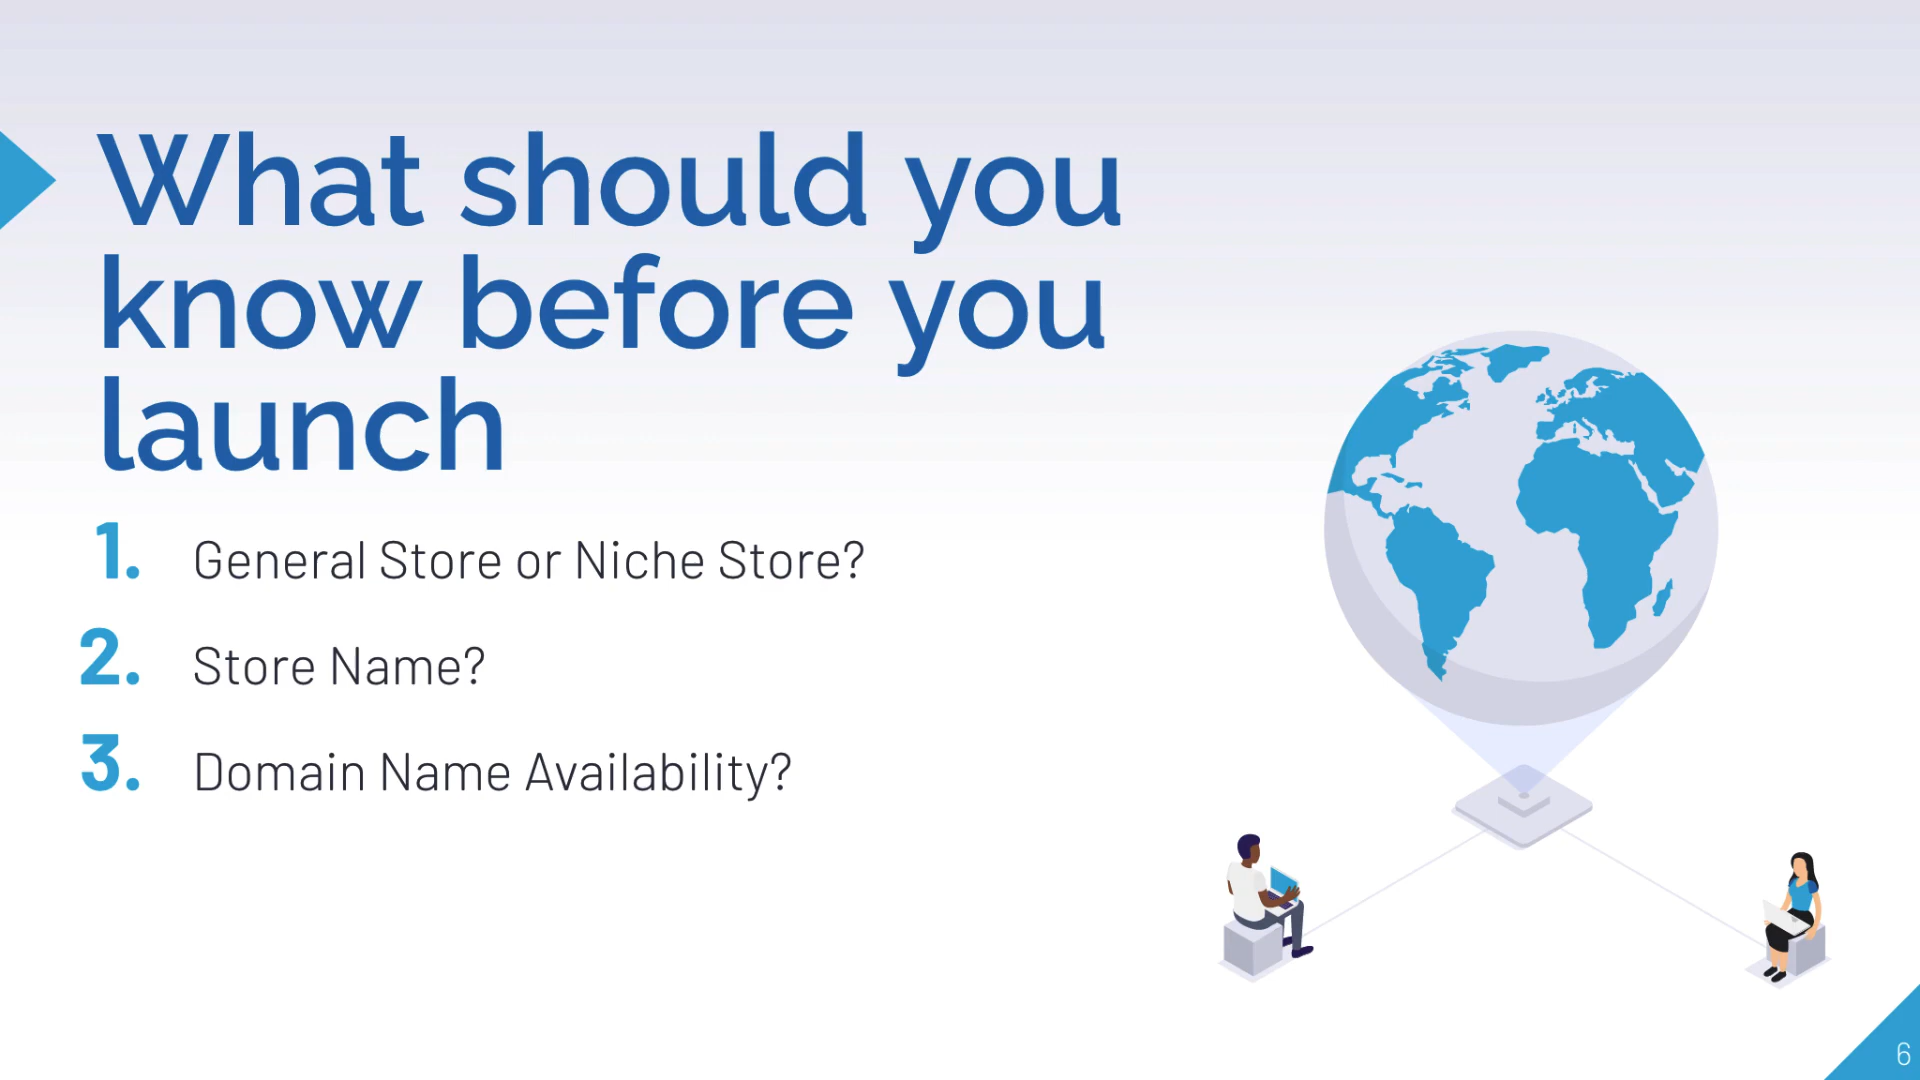 What should you
know before you
launch
1. General Store or Niche Store?
2. Store Name?
3. Domain Name Availability?
6